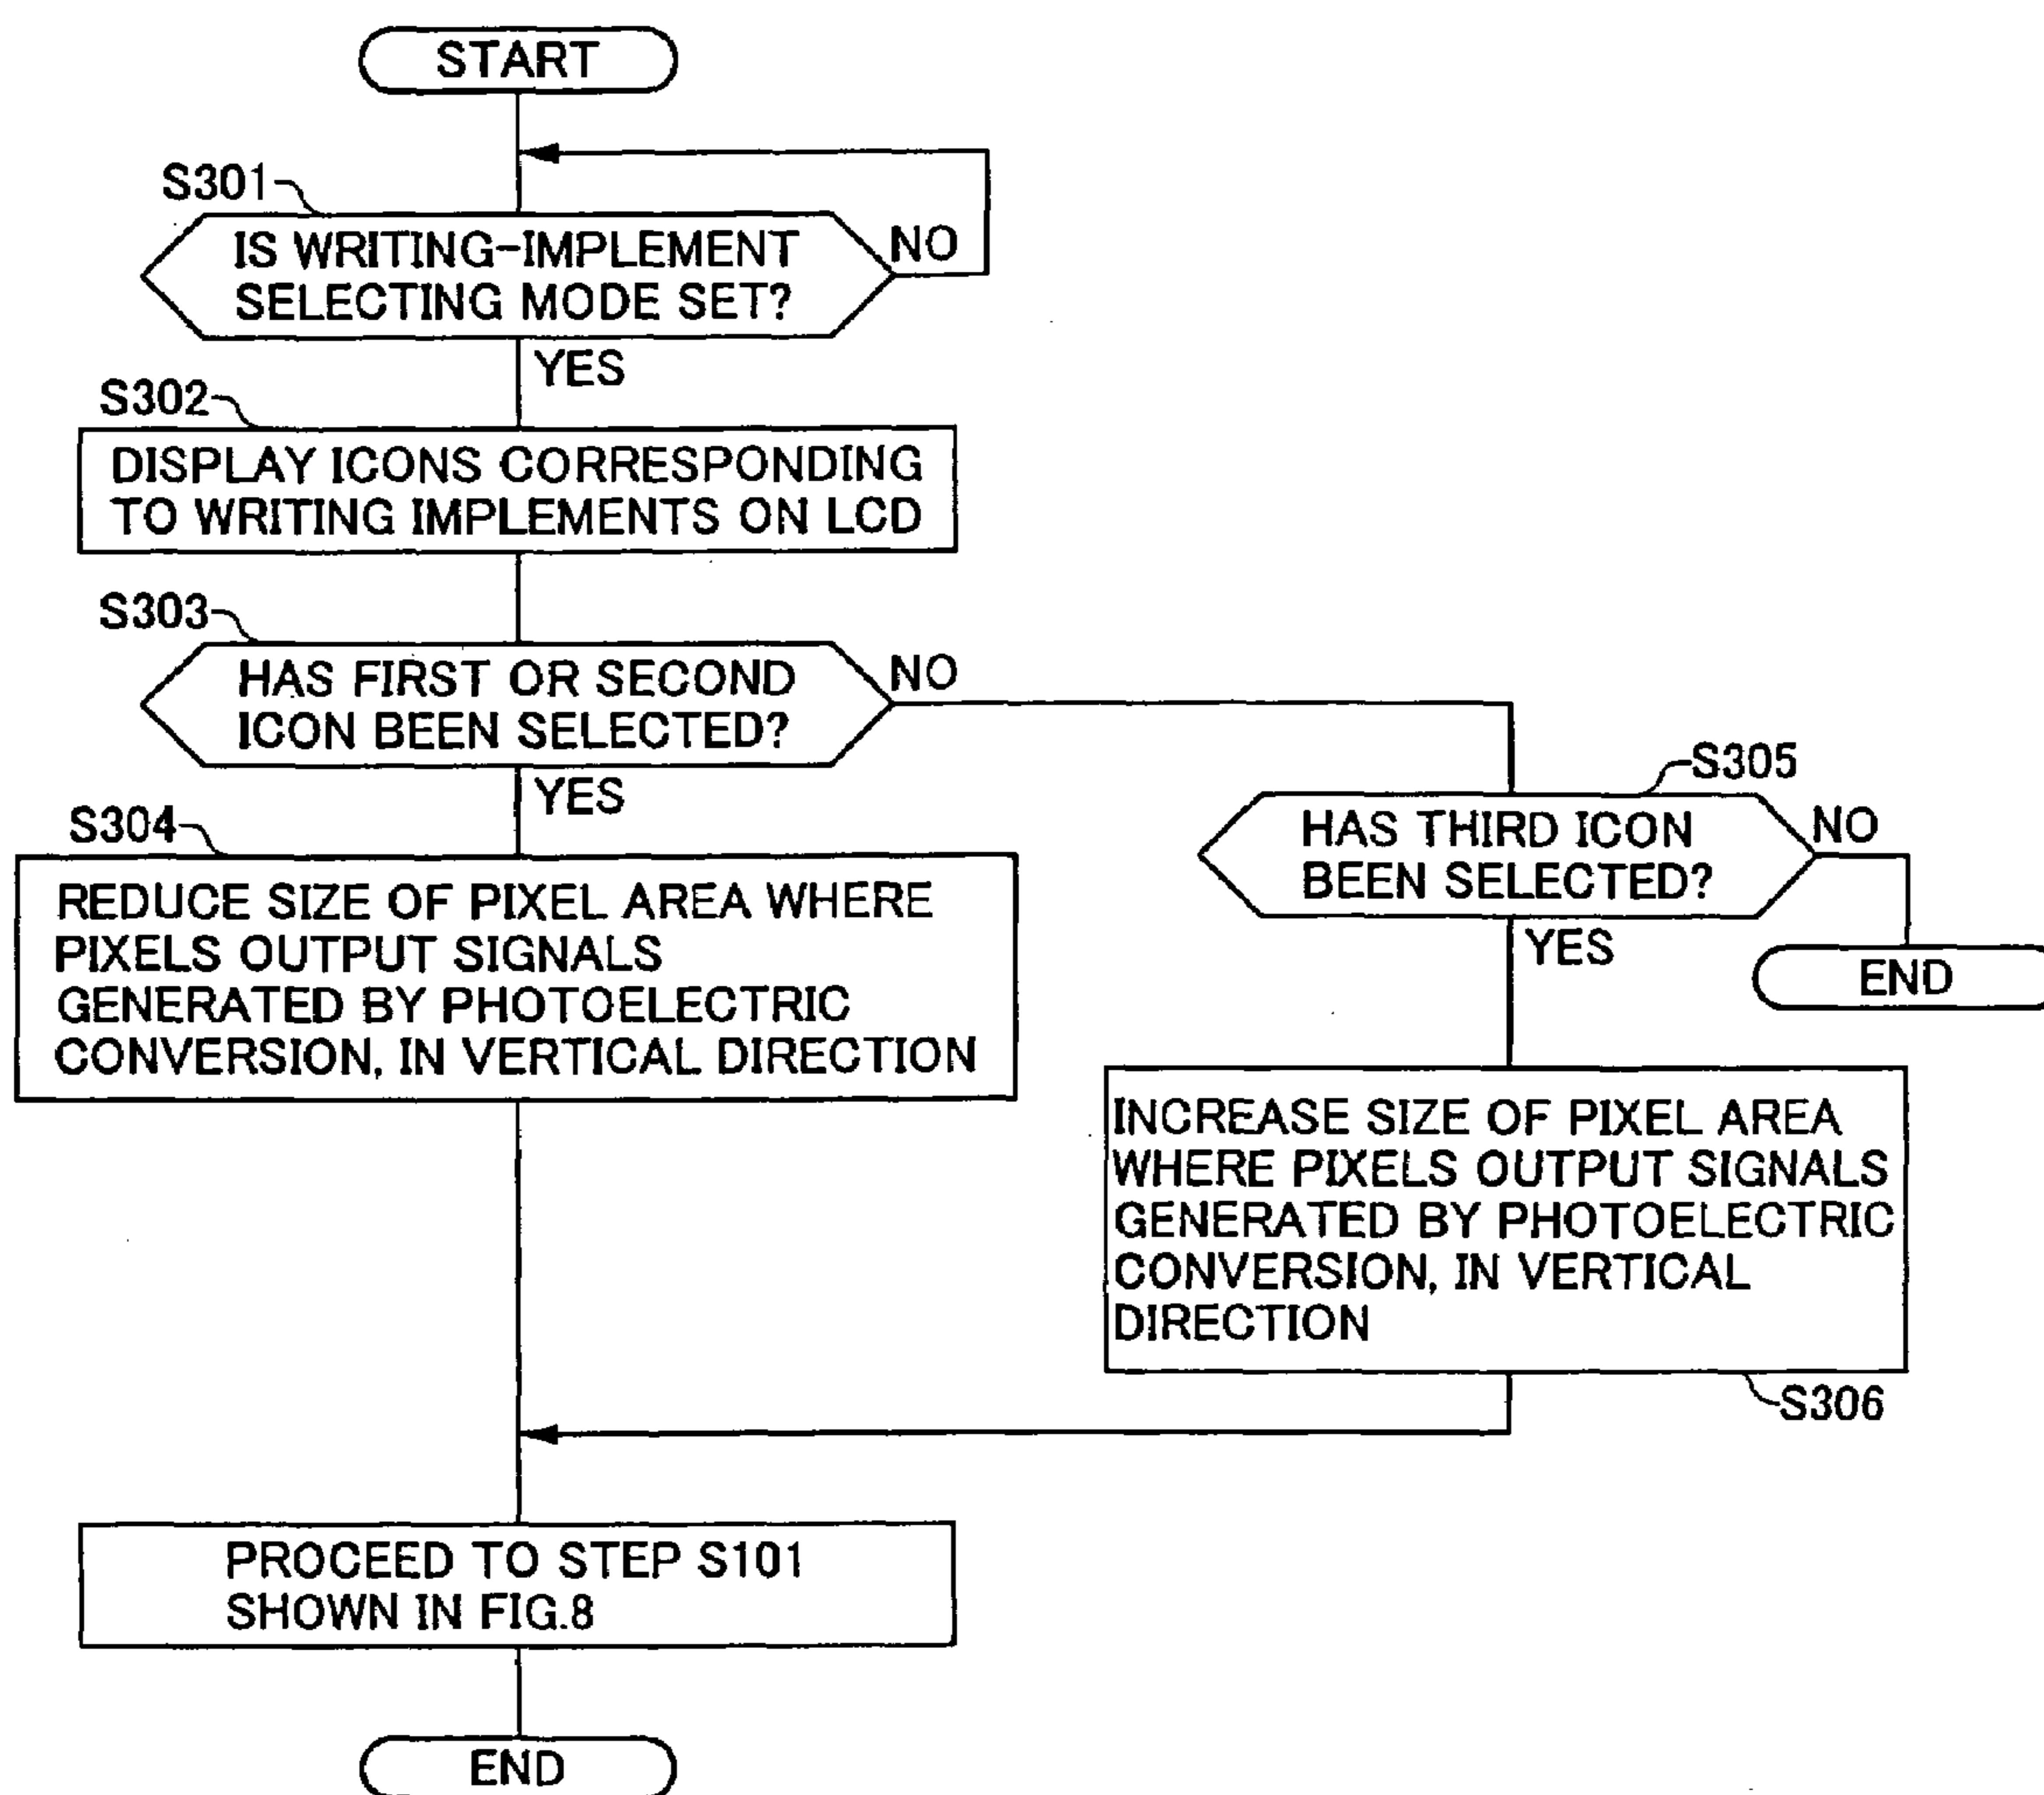 START
S301
IS WRITING-IMPLEMENT
SELECTING MODE SET?
NO
YES
S302
DISPLAY ICONS CORRESPONDING
TO WRITING IMPLEMENTS ON LCD
S303
HAS FIRST OR SECOND
ICON BEEN SELECTED?
NO
YES
S304
REDUCE SIZE OF PIXEL AREA WHERE
PIXELS OUTPUT SIGNALS
GENERATED BY PHOTOELECTRIC
CONVERSION, IN VERTICAL DIRECTION
S305
HAS THIRD ICON
BEEN SELECTED?
NO
END
YES
INCREASE SIZE OF PIXEL AREA
WHERE PIXELS OUTPUT SIGNALS
GENERATED BY PHOTOELECTRIC
CONVERSION, IN VERTICAL
DIRECTION
S306
PROCEED TO STEP S101
SHOWN IN FIG.8
END